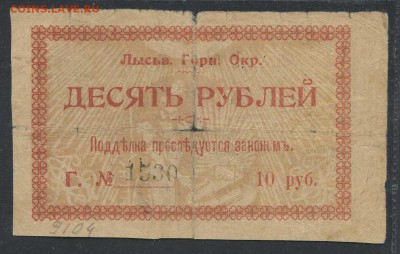 COINS.LAVE.RU
Лысьв. Горн. Окр.
ДЕСЯТЬ РУБЛЕЙ
Поддѣлка преслѣдуется закономъ.
Г. № 1530 10 руб.
9104